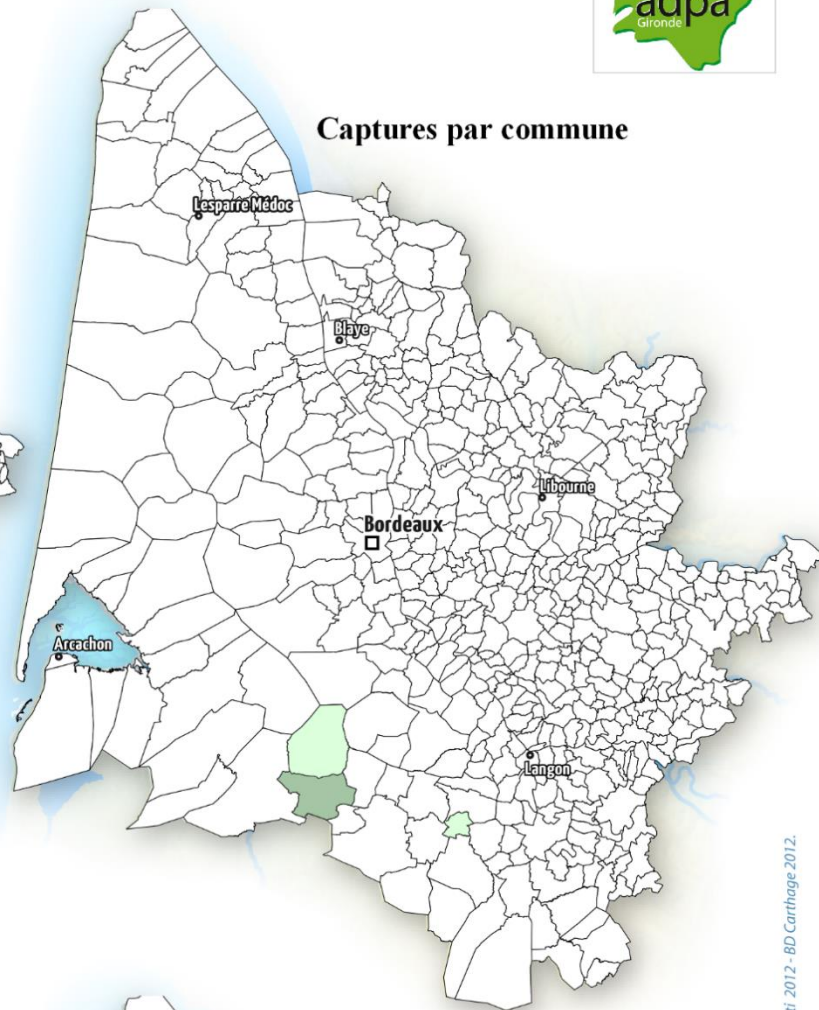 adpa
Gironde
Captures par commune
Lesparre Médoc
Blaye
Libourne
Bordeaux
Arcachon
Langon
2012 - BD Carthage 2012.